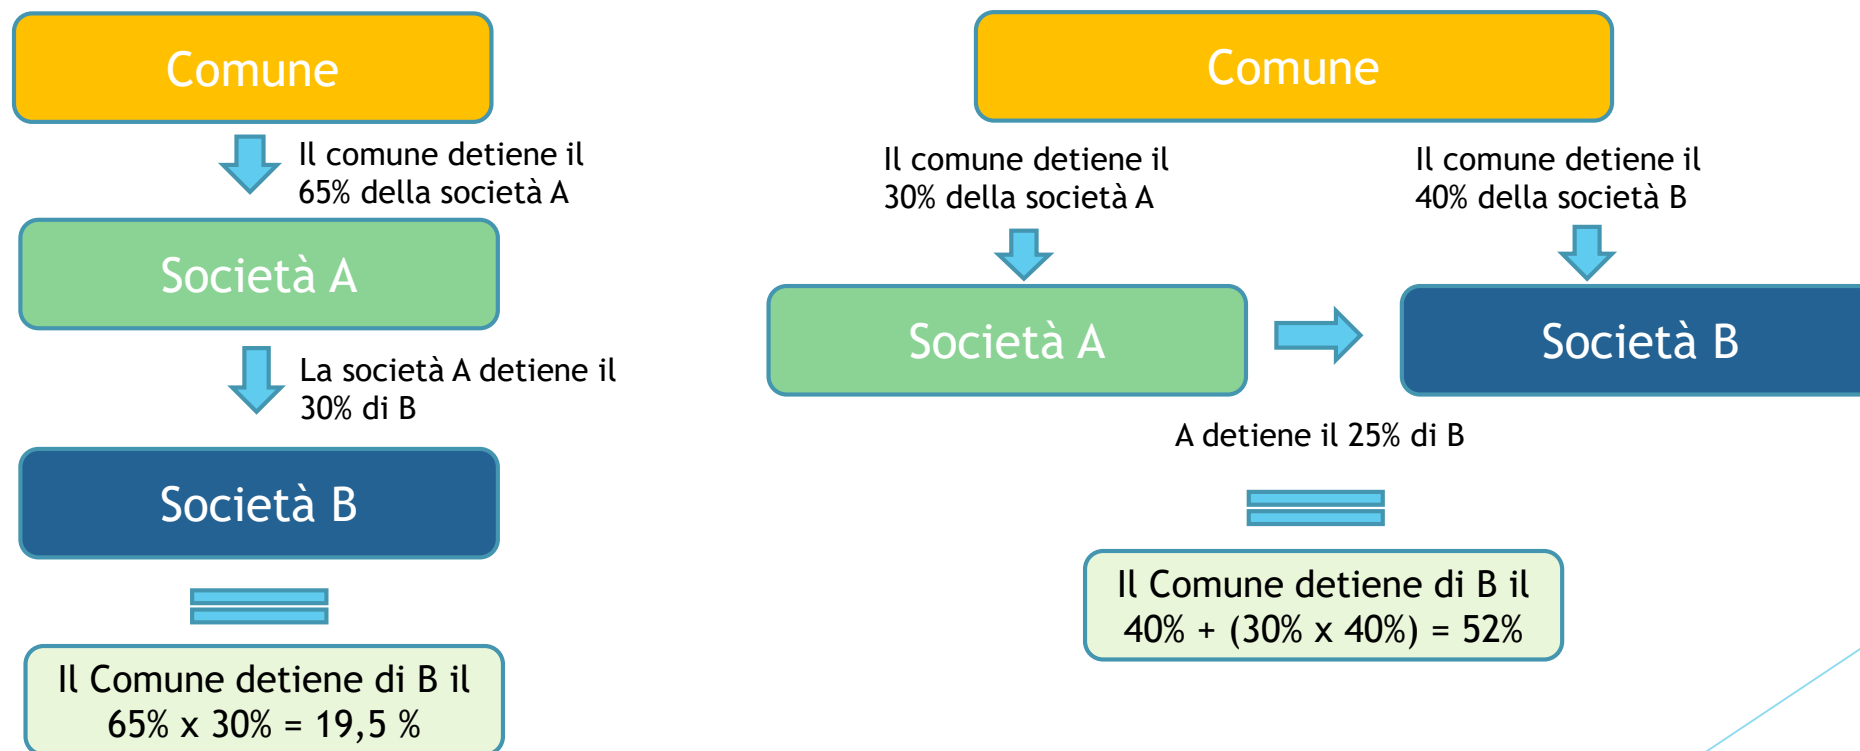 Comune
Il comune detiene il
65% della società A
Società A
La società A detiene il
30% di B
Società B
Il Comune detiene di B il
65% x 30% = 19,5 %
Comune
Il comune detiene il
30% della società A
Il comune detiene il
40% della società B
Società A
Società B
A detiene il 25% di B
Il Comune detiene di B il
40% + (30% x 40%) = 52%